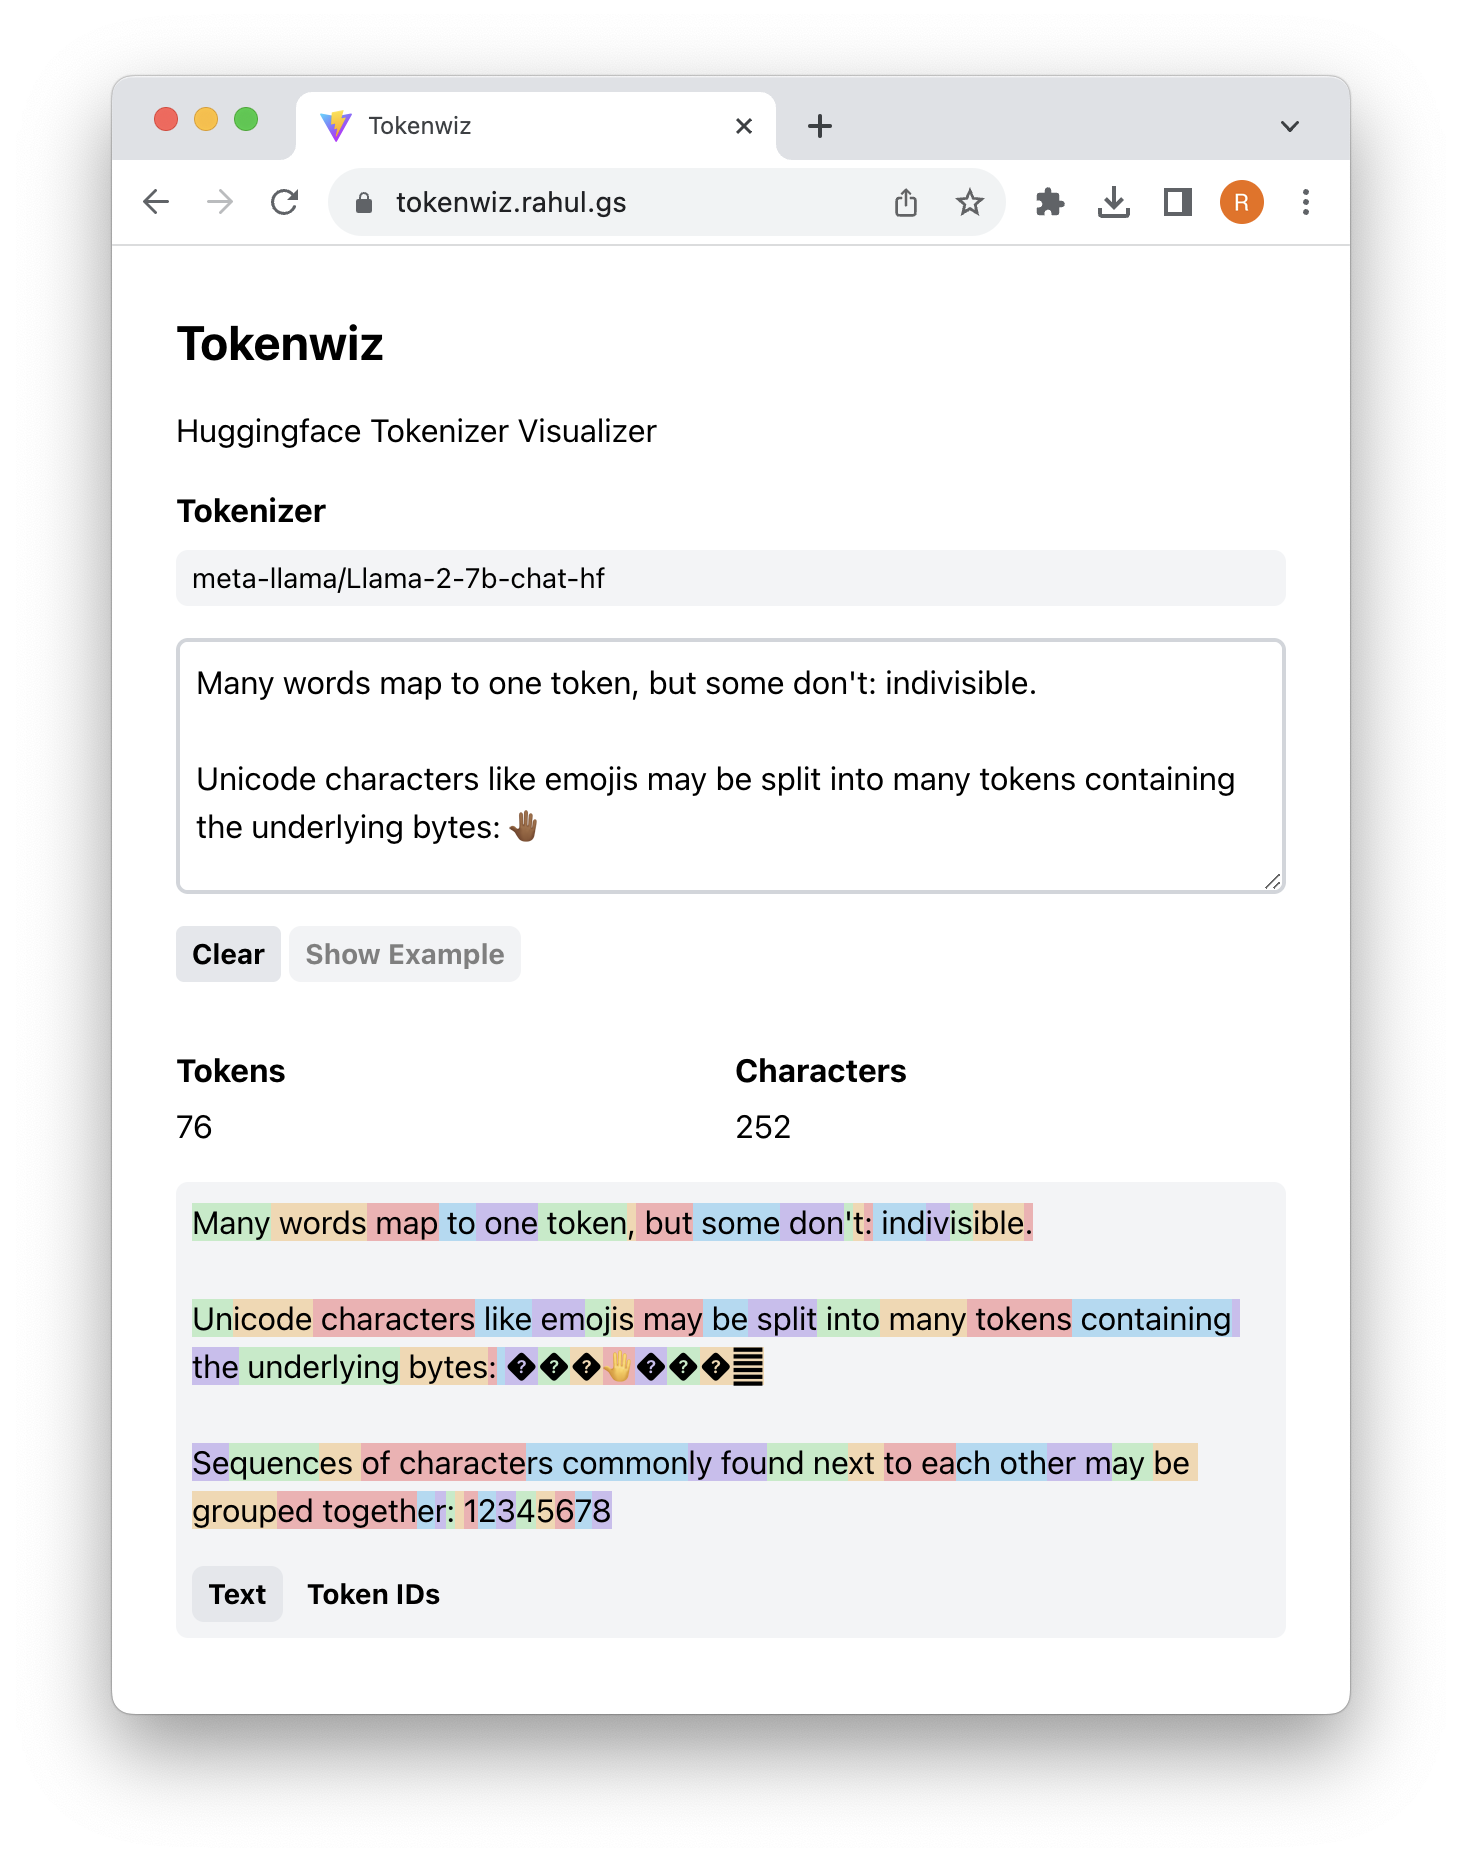 Tokenwiz
tokenwiz.rahul.gs
R
Tokenwiz
Huggingface Tokenizer Visualizer
Tokenizer
meta-llama/Llama-2-7b-chat-hf
Many words map to one token, but some don't: indivisible.
Unicode characters like emojis may be split into many tokens containing
the underlying bytes: 🤚🏾
Clear Show Example
Tokens Characters
76 252
Many words map to one token, but some don't: indivisible.
Unicode characters like emojis may be split into many tokens containing
the underlying bytes: ���🤚���𝌆
Sequences of characters commonly found next to each other may be
grouped together: 12345678
Text Token IDs